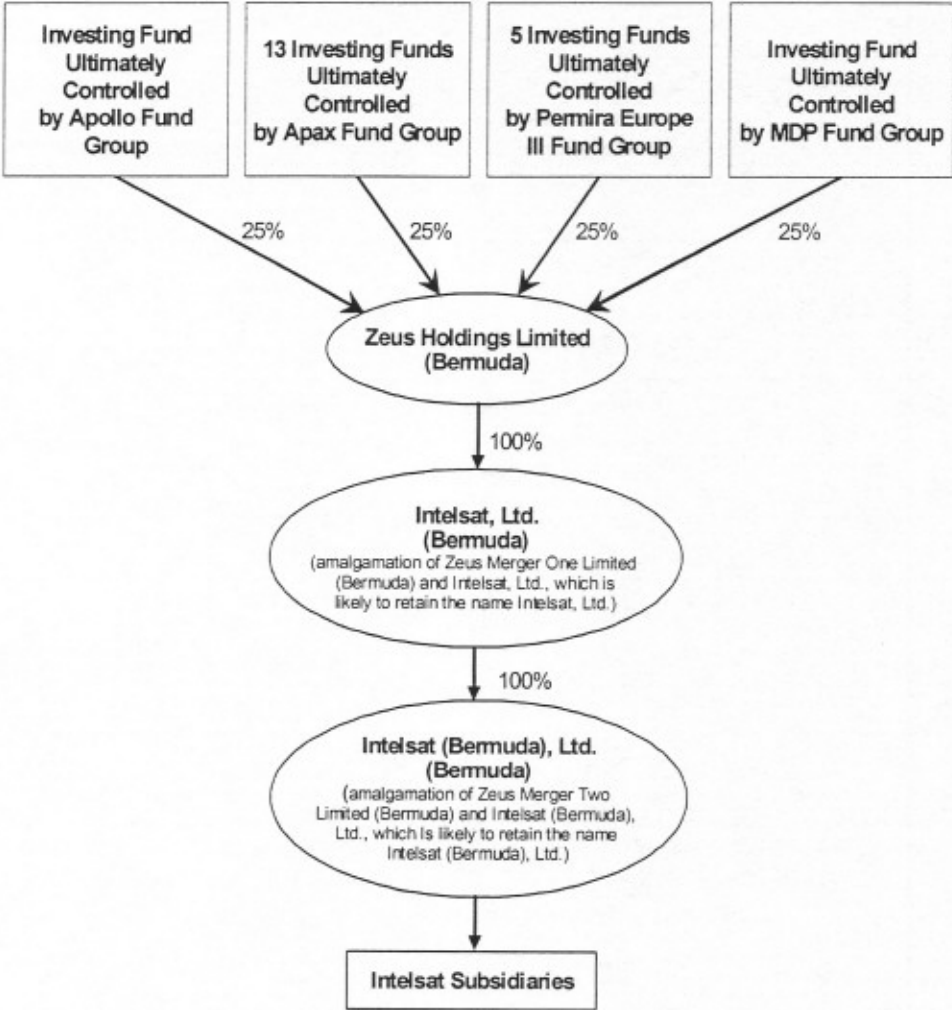 Investing Fund
Ultimately
Controlled
by Apollo Fund
Group
13 Investing Funds
Ultimately
Controlled
by Apax Fund Group
5 Investing Funds
Ultimately
Controlled
by Permira Europe
III Fund Group
Investing Fund
Ultimately
Controlled
by MDP Fund Group
25%
25%
25%
25%
Zeus Holdings Limited
(Bermuda)
100%
Intelsat, Ltd.
(Bermuda)
(amalgamation of Zeus Merger One Limited
(Bermuda) and Intelsat, Ltd., which is
likely to retain the name Intelsat, Ltd.)
100%
Intelsat (Bermuda), Ltd.
(Bermuda)
(amalgamation of Zeus Merger Two
Limited (Bermuda) and Intelsat (Bermuda),
Ltd., which is likely to retain the name
Intelsat (Bermuda), Ltd.)
Intelsat Subsidiaries